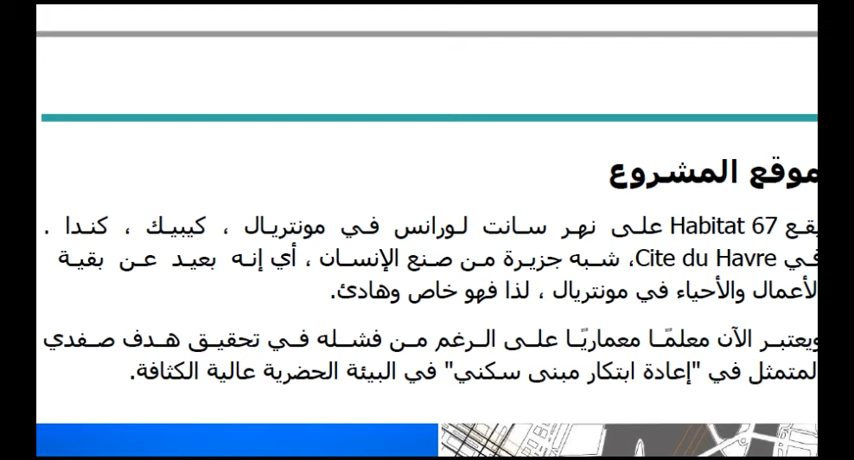 موقع المشروع
يقع Habitat 67 على نهر سانت لورانس في مونتريال ، كيبيك ، كندا .
في Cite du Havre، شبه جزيرة من صنع الإنسان ، أي إنه بعيد عن بقية
الأعمال والأحياء في مونتريال ، لذا فهو خاص وهادئ.
ويعتبر الآن معلمًا معماريًا على الرغم من فشله في تحقيق هدف صفدي
المتمثل في "إعادة ابتكار مبنى سكني" في البيئة الحضرية عالية الكثافة.